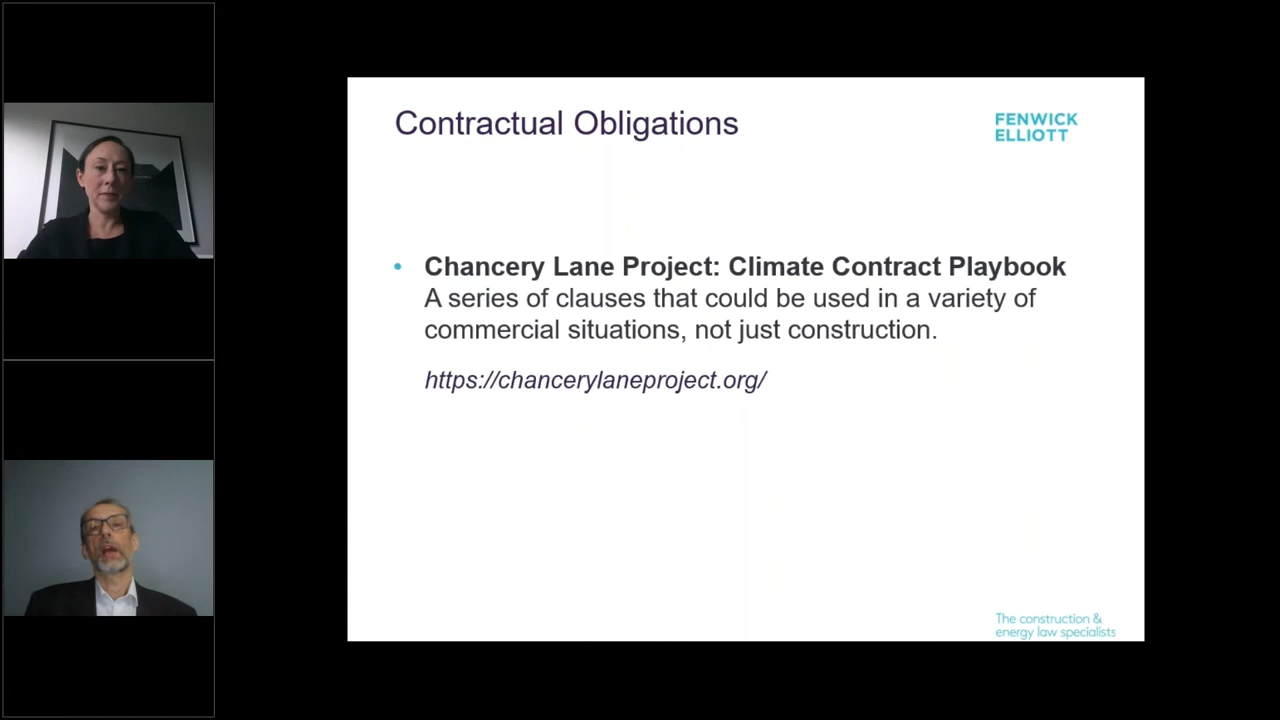 Contractual Obligations
FENWICK
ELLIOTT
• Chancery Lane Project: Climate Contract Playbook
A series of clauses that could be used in a variety of
commercial situations, not just construction.
https://chancerylaneproject.org/
The construction &
energy law specialists